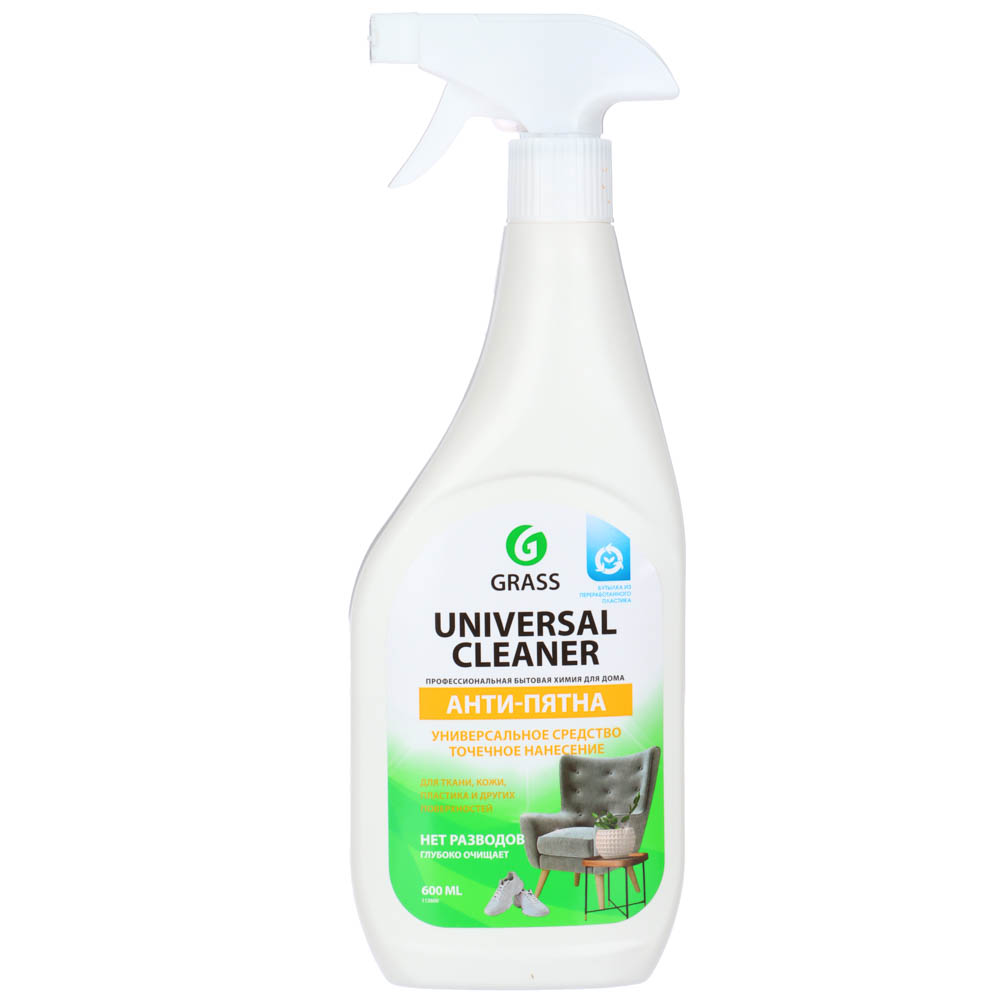 GRASS
БУТЫЛКА ИЗ
ПЕРЕРАБОТАННОГО
ПЛАСТИКА
UNIVERSAL
CLEANER
ПРОФЕССИОНАЛЬНАЯ БЫТОВАЯ ХИМИЯ ДЛЯ ДОМА
АНТИ-ПЯТНА
УНИВЕРСАЛЬНОЕ СРЕДСТВО
ТОЧЕЧНОЕ НАНЕСЕНИЕ
ДЛЯ ТКАНИ, КОЖИ,
ПЛАСТИКА И ДРУГИХ
ПОВЕРХНОСТЕЙ
НЕТ РАЗВОДОВ
ГЛУБОКО ОЧИЩАЕТ
600 ML
112600